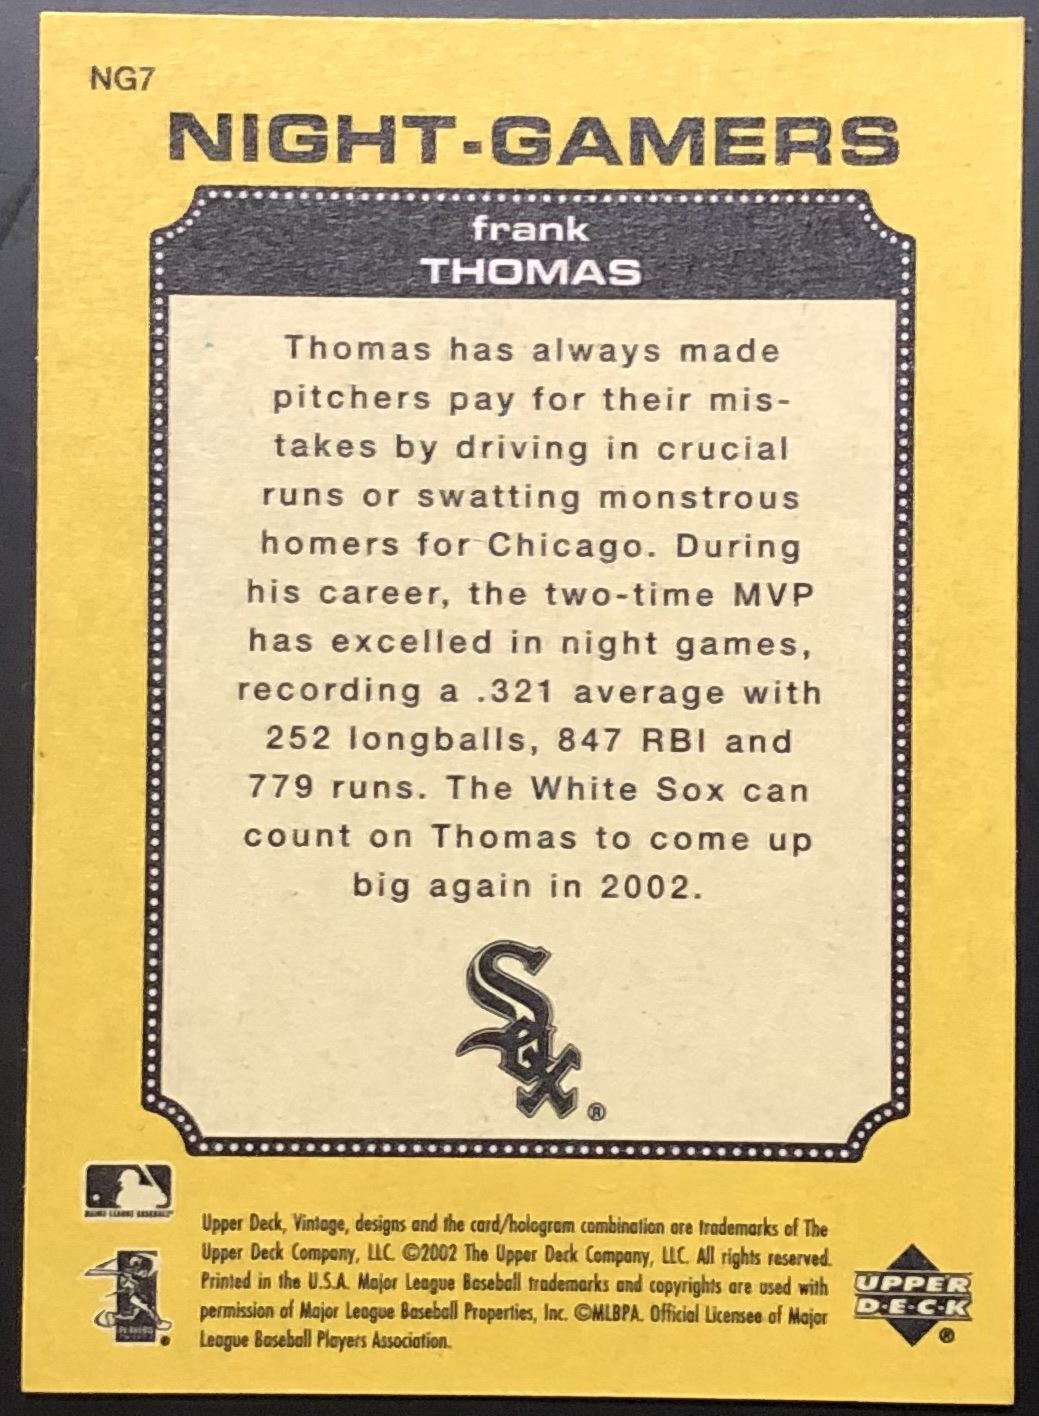 NG7
NIGHT-GAMERS
frank
THOMAS
Thomas has always made
pitchers pay for their mis-
takes by driving in crucial
runs or swatting monstrous
homers for Chicago. During
his career, the two-time MVP
has excelled in night games,
recording a .321 average with
252 longballs, 847 RBI and
779 runs. The White Sox can
count on Thomas to come up
big again in 2002.
Sox ®
MAJOR LEAGUE BASEBALL
Upper Deck, Vintage, designs and the card/hologram combination are trademarks of The
Upper Deck Company, LLC. ©2002 The Upper Deck Company, LLC. All rights reserved.
Printed in the U.S.A. Major League Baseball trademarks and copyrights are used with
permission of Major League Baseball Properties, Inc. ©MLBPA. Official Licensee of Major
League Baseball Players Association.
UPPER
D·E·C·K
®